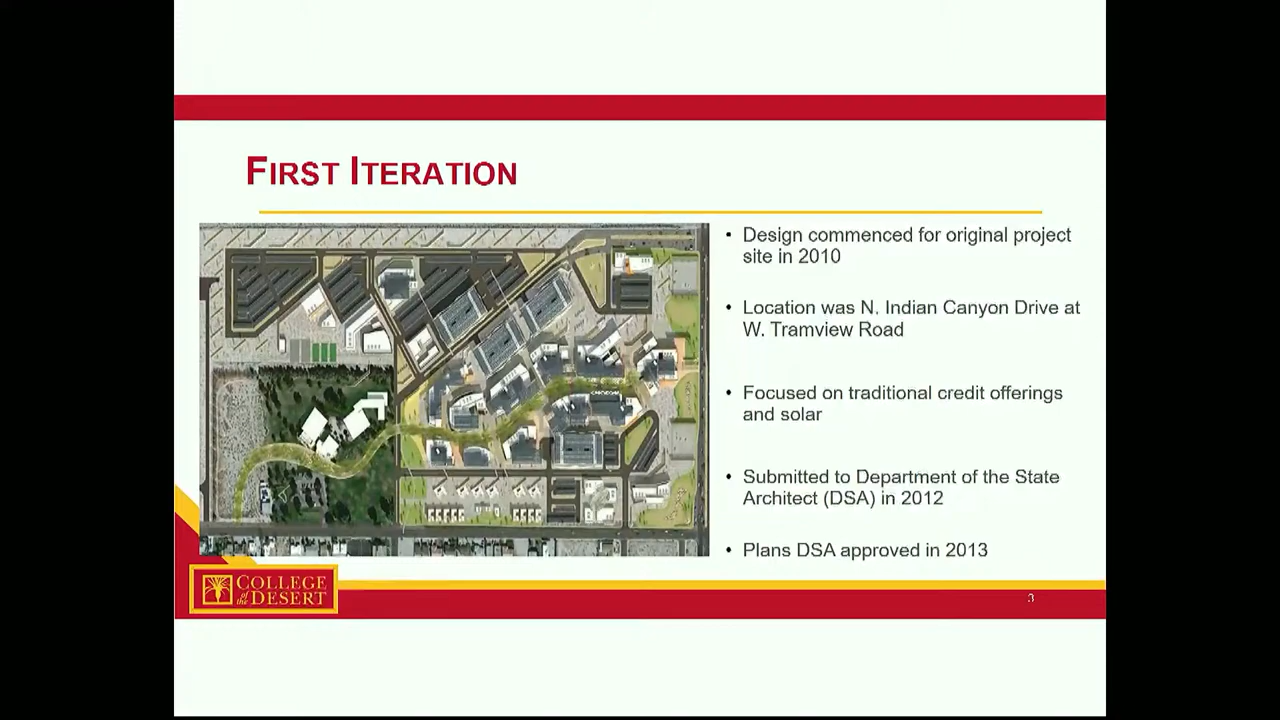 FIRST ITERATION
• Design commenced for original project
site in 2010
• Location was N. Indian Canyon Drive at
W. Tramview Road
• Focused on traditional credit offerings
and solar
• Submitted to Department of the State
Architect (DSA) in 2012
• Plans DSA approved in 2013
COLLEGE
of the DESERT
3